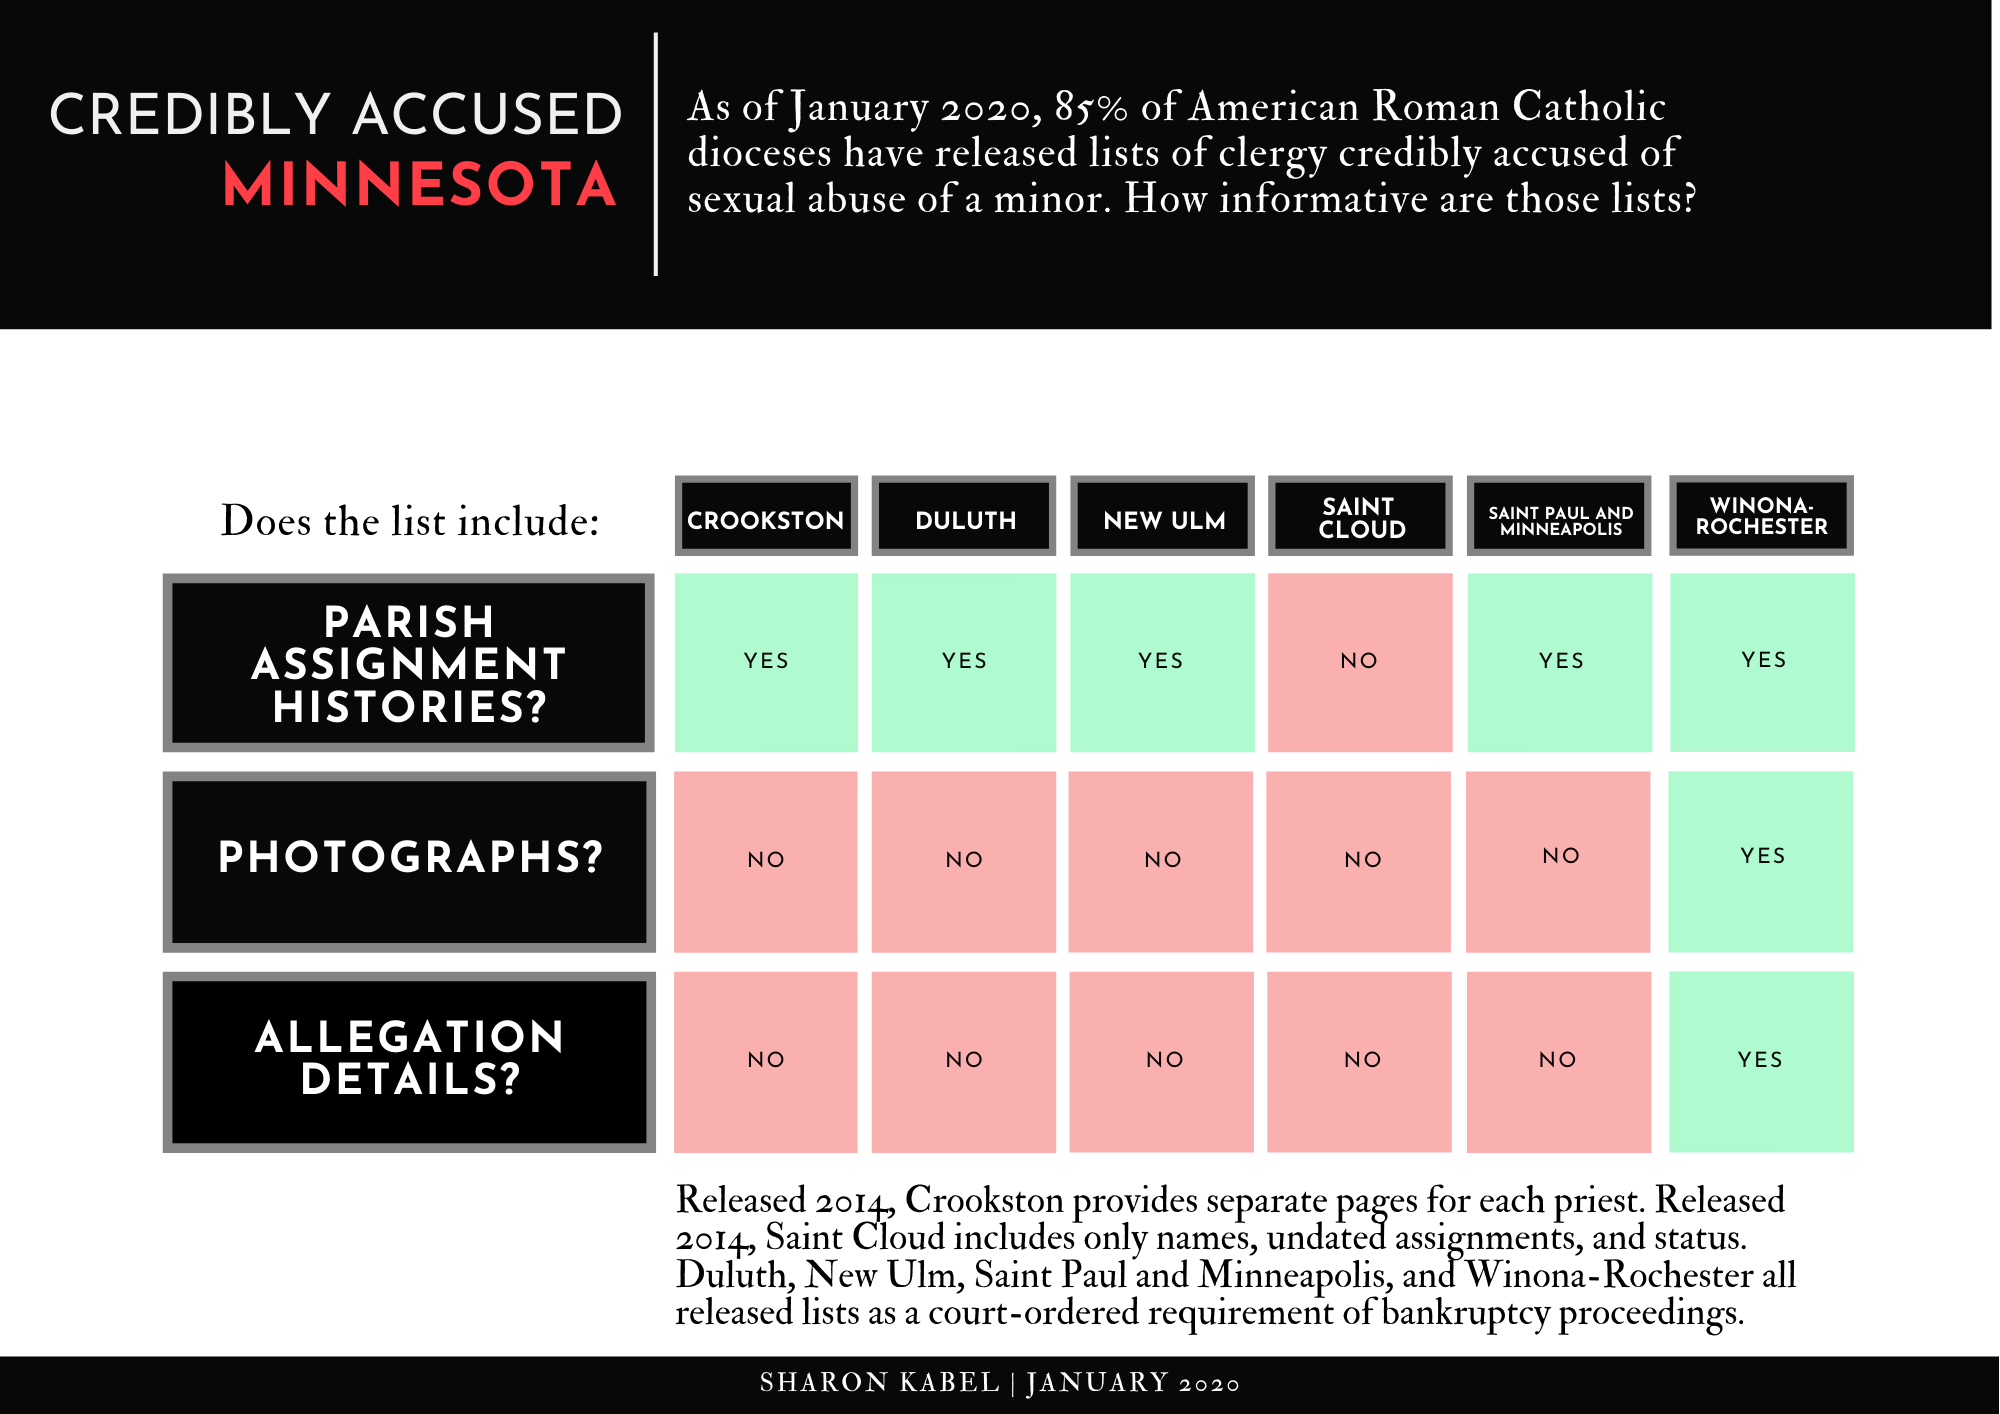 CREDIBLY ACCUSED
MINNESOTA
As of January 2020, 85% of American Roman Catholic
dioceses have released lists of clergy credibly accused of
sexual abuse of a minor. How informative are those lists?
Does the list include:
CROOKSTON
DULUTH
NEW ULM
SAINT
CLOUD
SAINT PAUL AND
MINNEAPOLIS
WINONA-
ROCHESTER
PARISH
ASSIGNMENT
HISTORIES?
YES
YES
YES
NO
YES
YES
PHOTOGRAPHS?
NO
NO
NO
NO
NO
YES
ALLEGATION
DETAILS?
NO
NO
NO
NO
NO
YES
Released 2014, Crookston provides separate pages for each priest. Released
2014, Saint Cloud includes only names, undated assignments, and status.
Duluth, New Ulm, Saint Paul and Minneapolis, and Winona-Rochester all
released lists as a court-ordered requirement of bankruptcy proceedings.
SHARON KABEL | JANUARY 2020